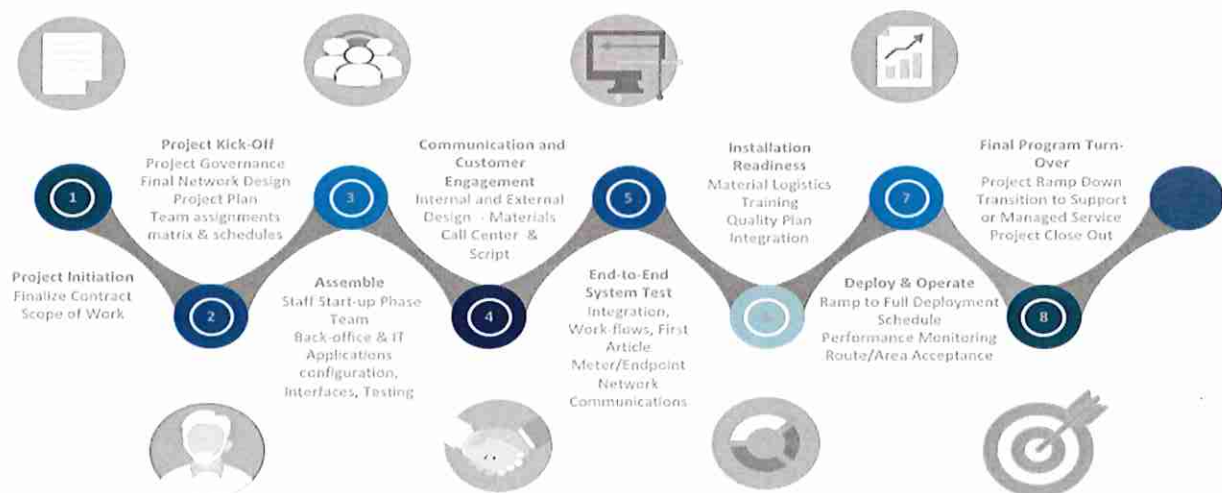 1
Project Initiation
Finalize Contract
Scope of Work
Project Kick-Off
Project Governance
Final Network Design
Project Plan
Team assignments
matrix & schedules
2
3
Assemble
Staff Start-up Phase
Team
Back-office & IT
Applications
configuration,
Interfaces, Testing
Communication and
Customer
Engagement
Internal and External
Design - Materials
Call Center &
Script
4
5
End-to-End
System Test
Integration,
Work-flows, First
Article
Meter/Endpoint
Network
Communications
Installation
Readiness
Material Logistics
Training
Quality Plan
Integration
7
Deploy & Operate
Ramp to Full Deployment
Schedule
Performance Monitoring
Route/Area Acceptance
Final Program Turn-
Over
Project Ramp Down
Transition to Support
or Managed Service
Project Close Out
8